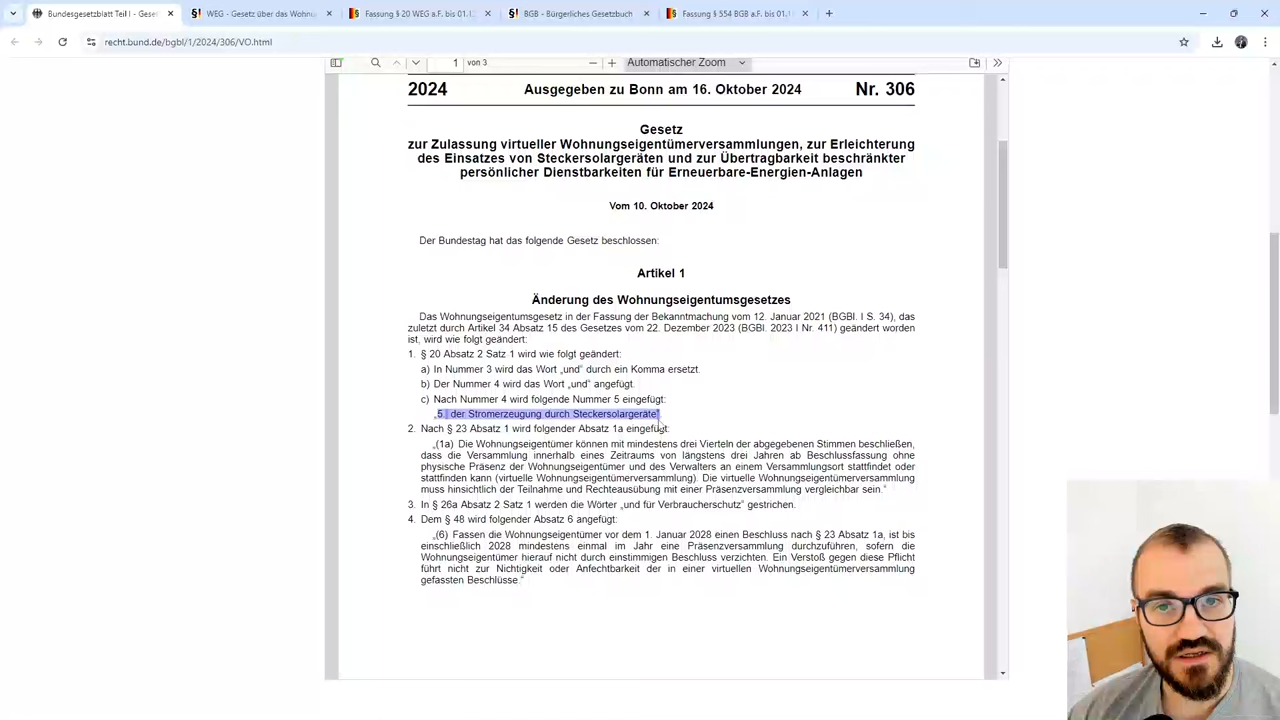 Bundesgesetzblatt Teil I - Geset
WEG - Gesetz über das Wohnu
Fassung § 20 WEG a.F. bis 01.1
BGB - Bürgerliches Gesetzbuch
Fassung § 554 BGB a.F. bis 01.1
recht.bund.de/bgbl/1/2024/306/VO.html
1 von 3
Automatischer Zoom
2024 Ausgegeben zu Bonn am 16. Oktober 2024 Nr. 306
Gesetz
zur Zulassung virtueller Wohnungseigentümerversammlungen, zur Erleichterung
des Einsatzes von Steckersolargeräten und zur Übertragbarkeit beschränkter
persönlicher Dienstbarkeiten für Erneuerbare-Energien-Anlagen
Vom 10. Oktober 2024
Der Bundestag hat das folgende Gesetz beschlossen:
Artikel 1
Änderung des Wohnungseigentumsgesetzes
Das Wohnungseigentumsgesetz in der Fassung der Bekanntmachung vom 12. Januar 2021 (BGBl. I S. 34), das
zuletzt durch Artikel 34 Absatz 15 des Gesetzes vom 22. Dezember 2023 (BGBl. 2023 I Nr. 411) geändert worden
ist, wird wie folgt geändert:
1. § 20 Absatz 2 Satz 1 wird wie folgt geändert:
a) In Nummer 3 wird das Wort „und“ durch ein Komma ersetzt.
b) Der Nummer 4 wird das Wort „und“ angefügt.
c) Nach Nummer 4 wird folgende Nummer 5 eingefügt:
„5. der Stromerzeugung durch Steckersolargeräte“.
2. Nach § 23 Absatz 1 wird folgender Absatz 1a eingefügt:
„(1a) Die Wohnungseigentümer können mit mindestens drei Vierteln der abgegebenen Stimmen beschließen,
dass die Versammlung innerhalb eines Zeitraums von längstens drei Jahren ab Beschlussfassung ohne
physische Präsenz der Wohnungseigentümer und des Verwalters an einem Versammlungsort stattfindet oder
stattfinden kann (virtuelle Wohnungseigentümerversammlung). Die virtuelle Wohnungseigentümerversammlung
muss hinsichtlich der Teilnahme und Rechteausübung mit einer Präsenzversammlung vergleichbar sein.“
3. In § 26a Absatz 2 Satz 1 werden die Wörter „und für Verbraucherschutz“ gestrichen.
4. Dem § 48 wird folgender Absatz 6 angefügt:
„(6) Fassen die Wohnungseigentümer vor dem 1. Januar 2028 einen Beschluss nach § 23 Absatz 1a, ist bis
einschließlich 2028 mindestens einmal im Jahr eine Präsenzversammlung durchzuführen, sofern die
Wohnungseigentümer hierauf nicht durch einstimmigen Beschluss verzichten. Ein Verstoß gegen diese Pflicht
führt nicht zur Nichtigkeit oder Anfechtbarkeit der in einer virtuellen Wohnungseigentümerversammlung
gefassten Beschlüsse.“